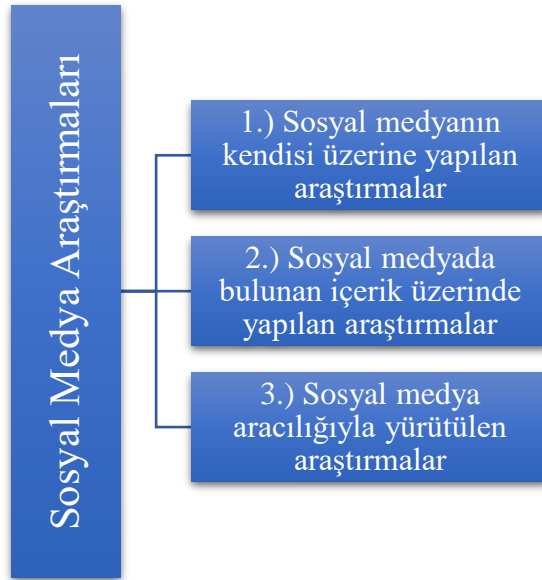 Sosyal Medya Araştırmaları
1.) Sosyal medyanın
kendisi üzerine yapılan
araştırmalar
2.) Sosyal medyada
bulunan içerik üzerinde
yapılan araştırmalar
3.) Sosyal medya
aracılığıyla yürütülen
araştırmalar